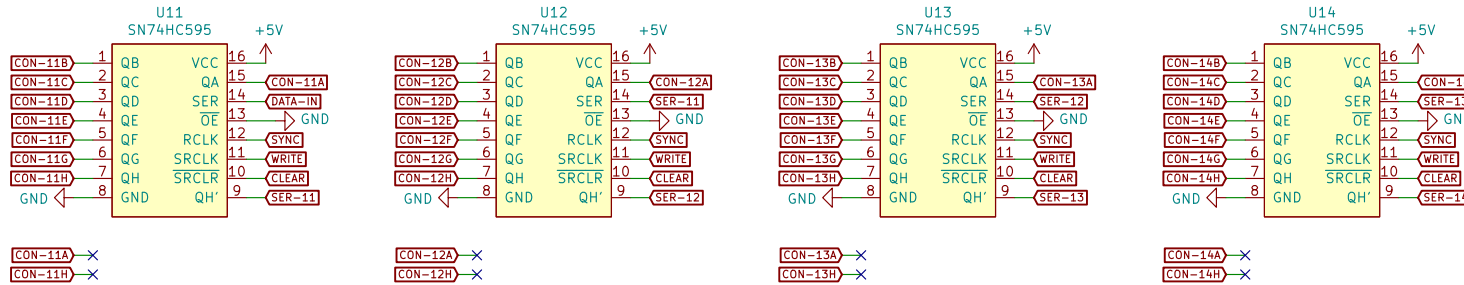 U11
SN74HC595
+5V
CON-11B 1 QB VCC 16
CON-11C 2 QC QA 15 CON-11A
CON-11D 3 QD SER 14 DATA-IN
CON-11E 4 QE OE 13 GND
CON-11F 5 QF RCLK 12 SYNC
CON-11G 6 QG SRCLK 11 WRITE
CON-11H 7 QH SRCLR 10 CLEAR
GND 8 GND QH' 9 SER-11
CON-11A
CON-11H
U12
SN74HC595
+5V
CON-12B 1 QB VCC 16
CON-12C 2 QC QA 15 CON-12A
CON-12D 3 QD SER 14 SER-11
CON-12E 4 QE OE 13 GND
CON-12F 5 QF RCLK 12 SYNC
CON-12G 6 QG SRCLK 11 WRITE
CON-12H 7 QH SRCLR 10 CLEAR
GND 8 GND QH' 9 SER-12
CON-12A
CON-12H
U13
SN74HC595
+5V
CON-13B 1 QB VCC 16
CON-13C 2 QC QA 15 CON-13A
CON-13D 3 QD SER 14 SER-12
CON-13E 4 QE OE 13 GND
CON-13F 5 QF RCLK 12 SYNC
CON-13G 6 QG SRCLK 11 WRITE
CON-13H 7 QH SRCLR 10 CLEAR
GND 8 GND QH' 9 SER-13
CON-13A
CON-13H
U14
SN74HC595
+5V
CON-14B 1 QB VCC 16
CON-14C 2 QC QA 15
CON-14D 3 QD SER 14
CON-14E 4 QE OE 13
CON-14F 5 QF RCLK 12 SYNC
CON-14G 6 QG SRCLK 11 WRITE
CON-14H 7 QH SRCLR 10 CLEAR
GND 8 GND QH' 9
CON-14A
CON-14H